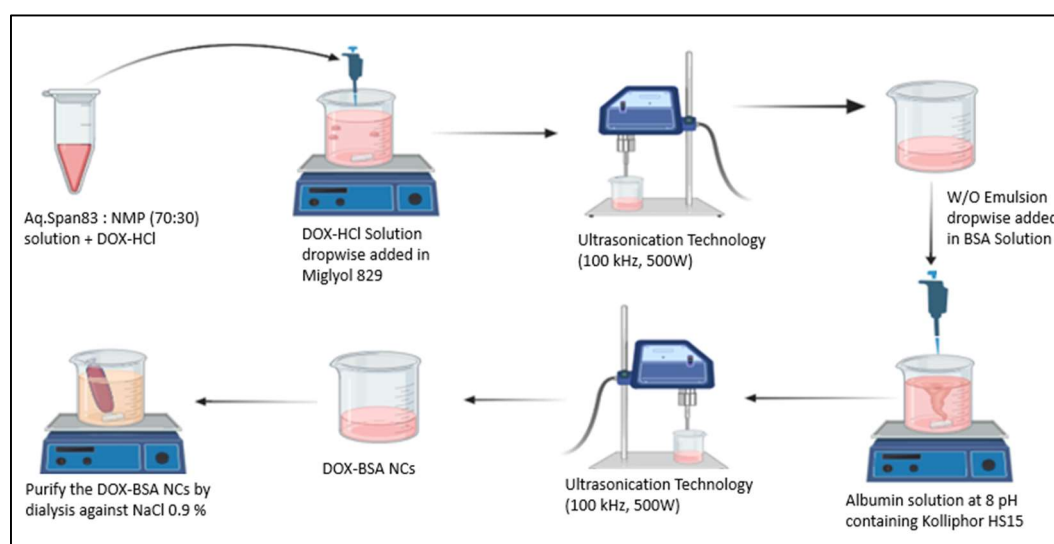 Aq.Span83 : NMP (70:30)
solution + DOX-HCl
DOX-HCl Solution
dropwise added in
Miglyol 829
Ultrasonication Technology
(100 kHz, 500W)
W/O Emulsion
dropwise added
in BSA Solution
Albumin solution at 8 pH
containing Kolliphor HS15
Ultrasonication Technology
(100 kHz, 500W)
DOX-BSA NCs
Purify the DOX-BSA NCs by
dialysis against NaCl 0.9 %